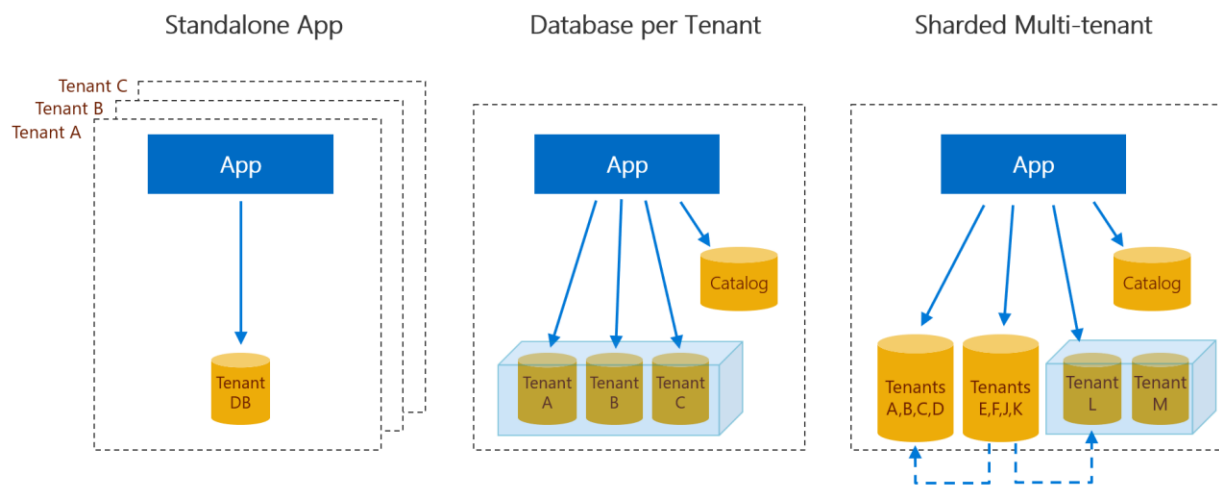 Standalone App
Database per Tenant
Sharded Multi-tenant
Tenant C
Tenant B
Tenant A
App
Tenant
DB
App
Catalog
Tenant
A
Tenant
B
Tenant
C
App
Catalog
Tenants
A,B,C,D
Tenants
E,F,J,K
Tenant
L
Tenant
M